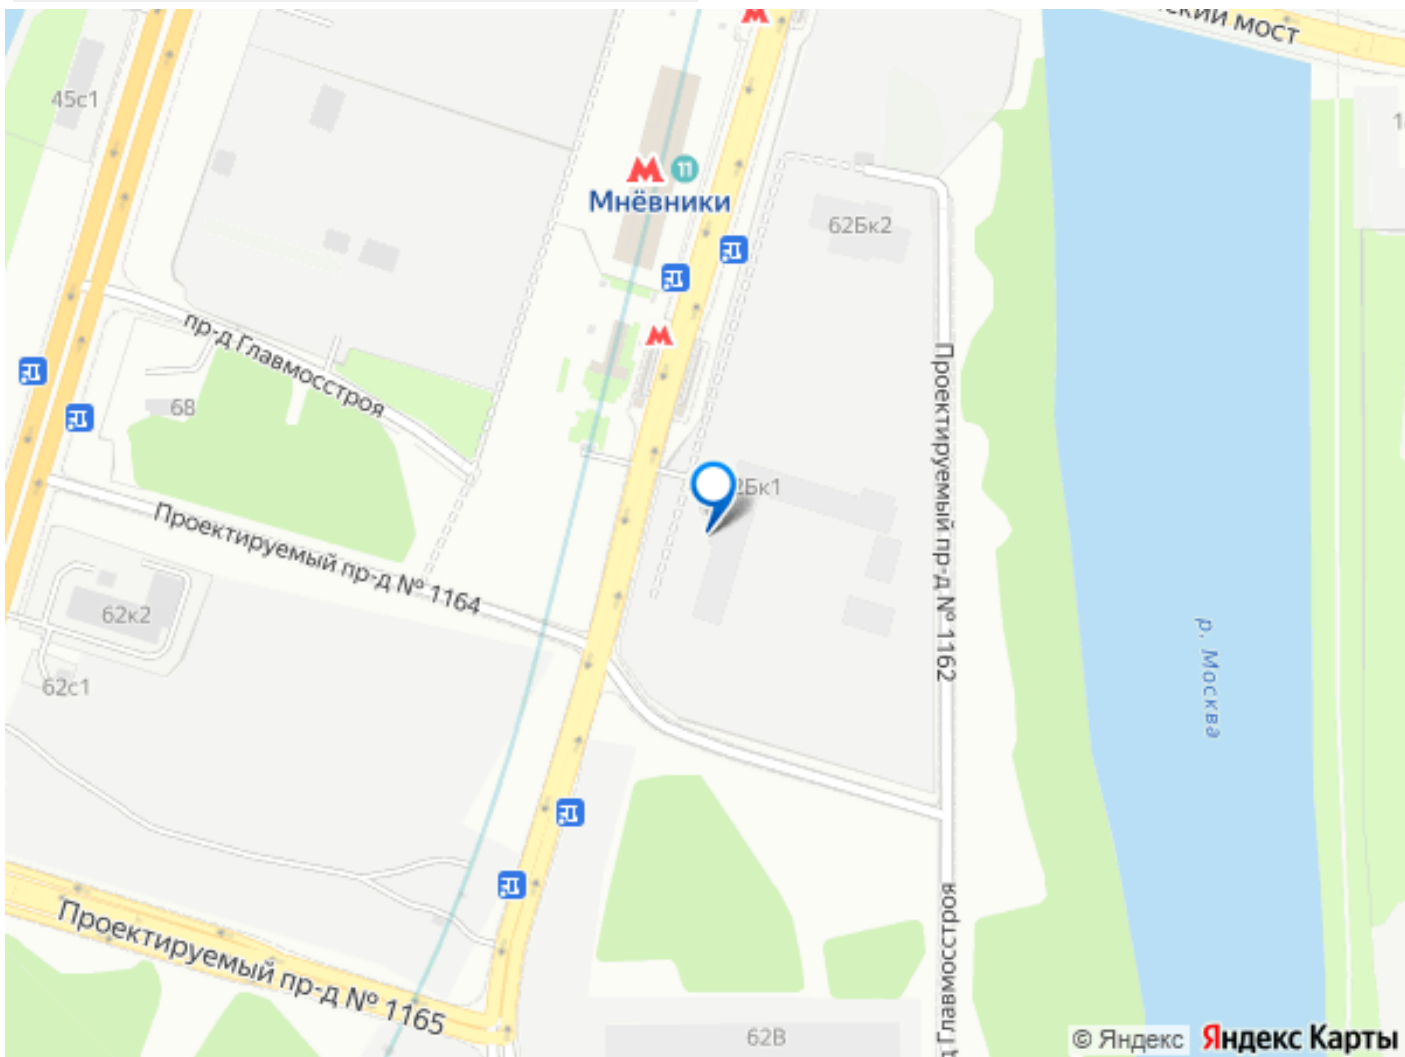 ский мост
45с1
11
Мнёвники
62Бк2
пр-д Главмосстроя
68
Проектируемый пр-д № 1162
2Бк1
Проектируемый пр-д № 1164
62к2
р. Москва
62с1
Главмосстроя
Проектируемый пр-д № 1165
62В
© Яндекс Яндекс Карты